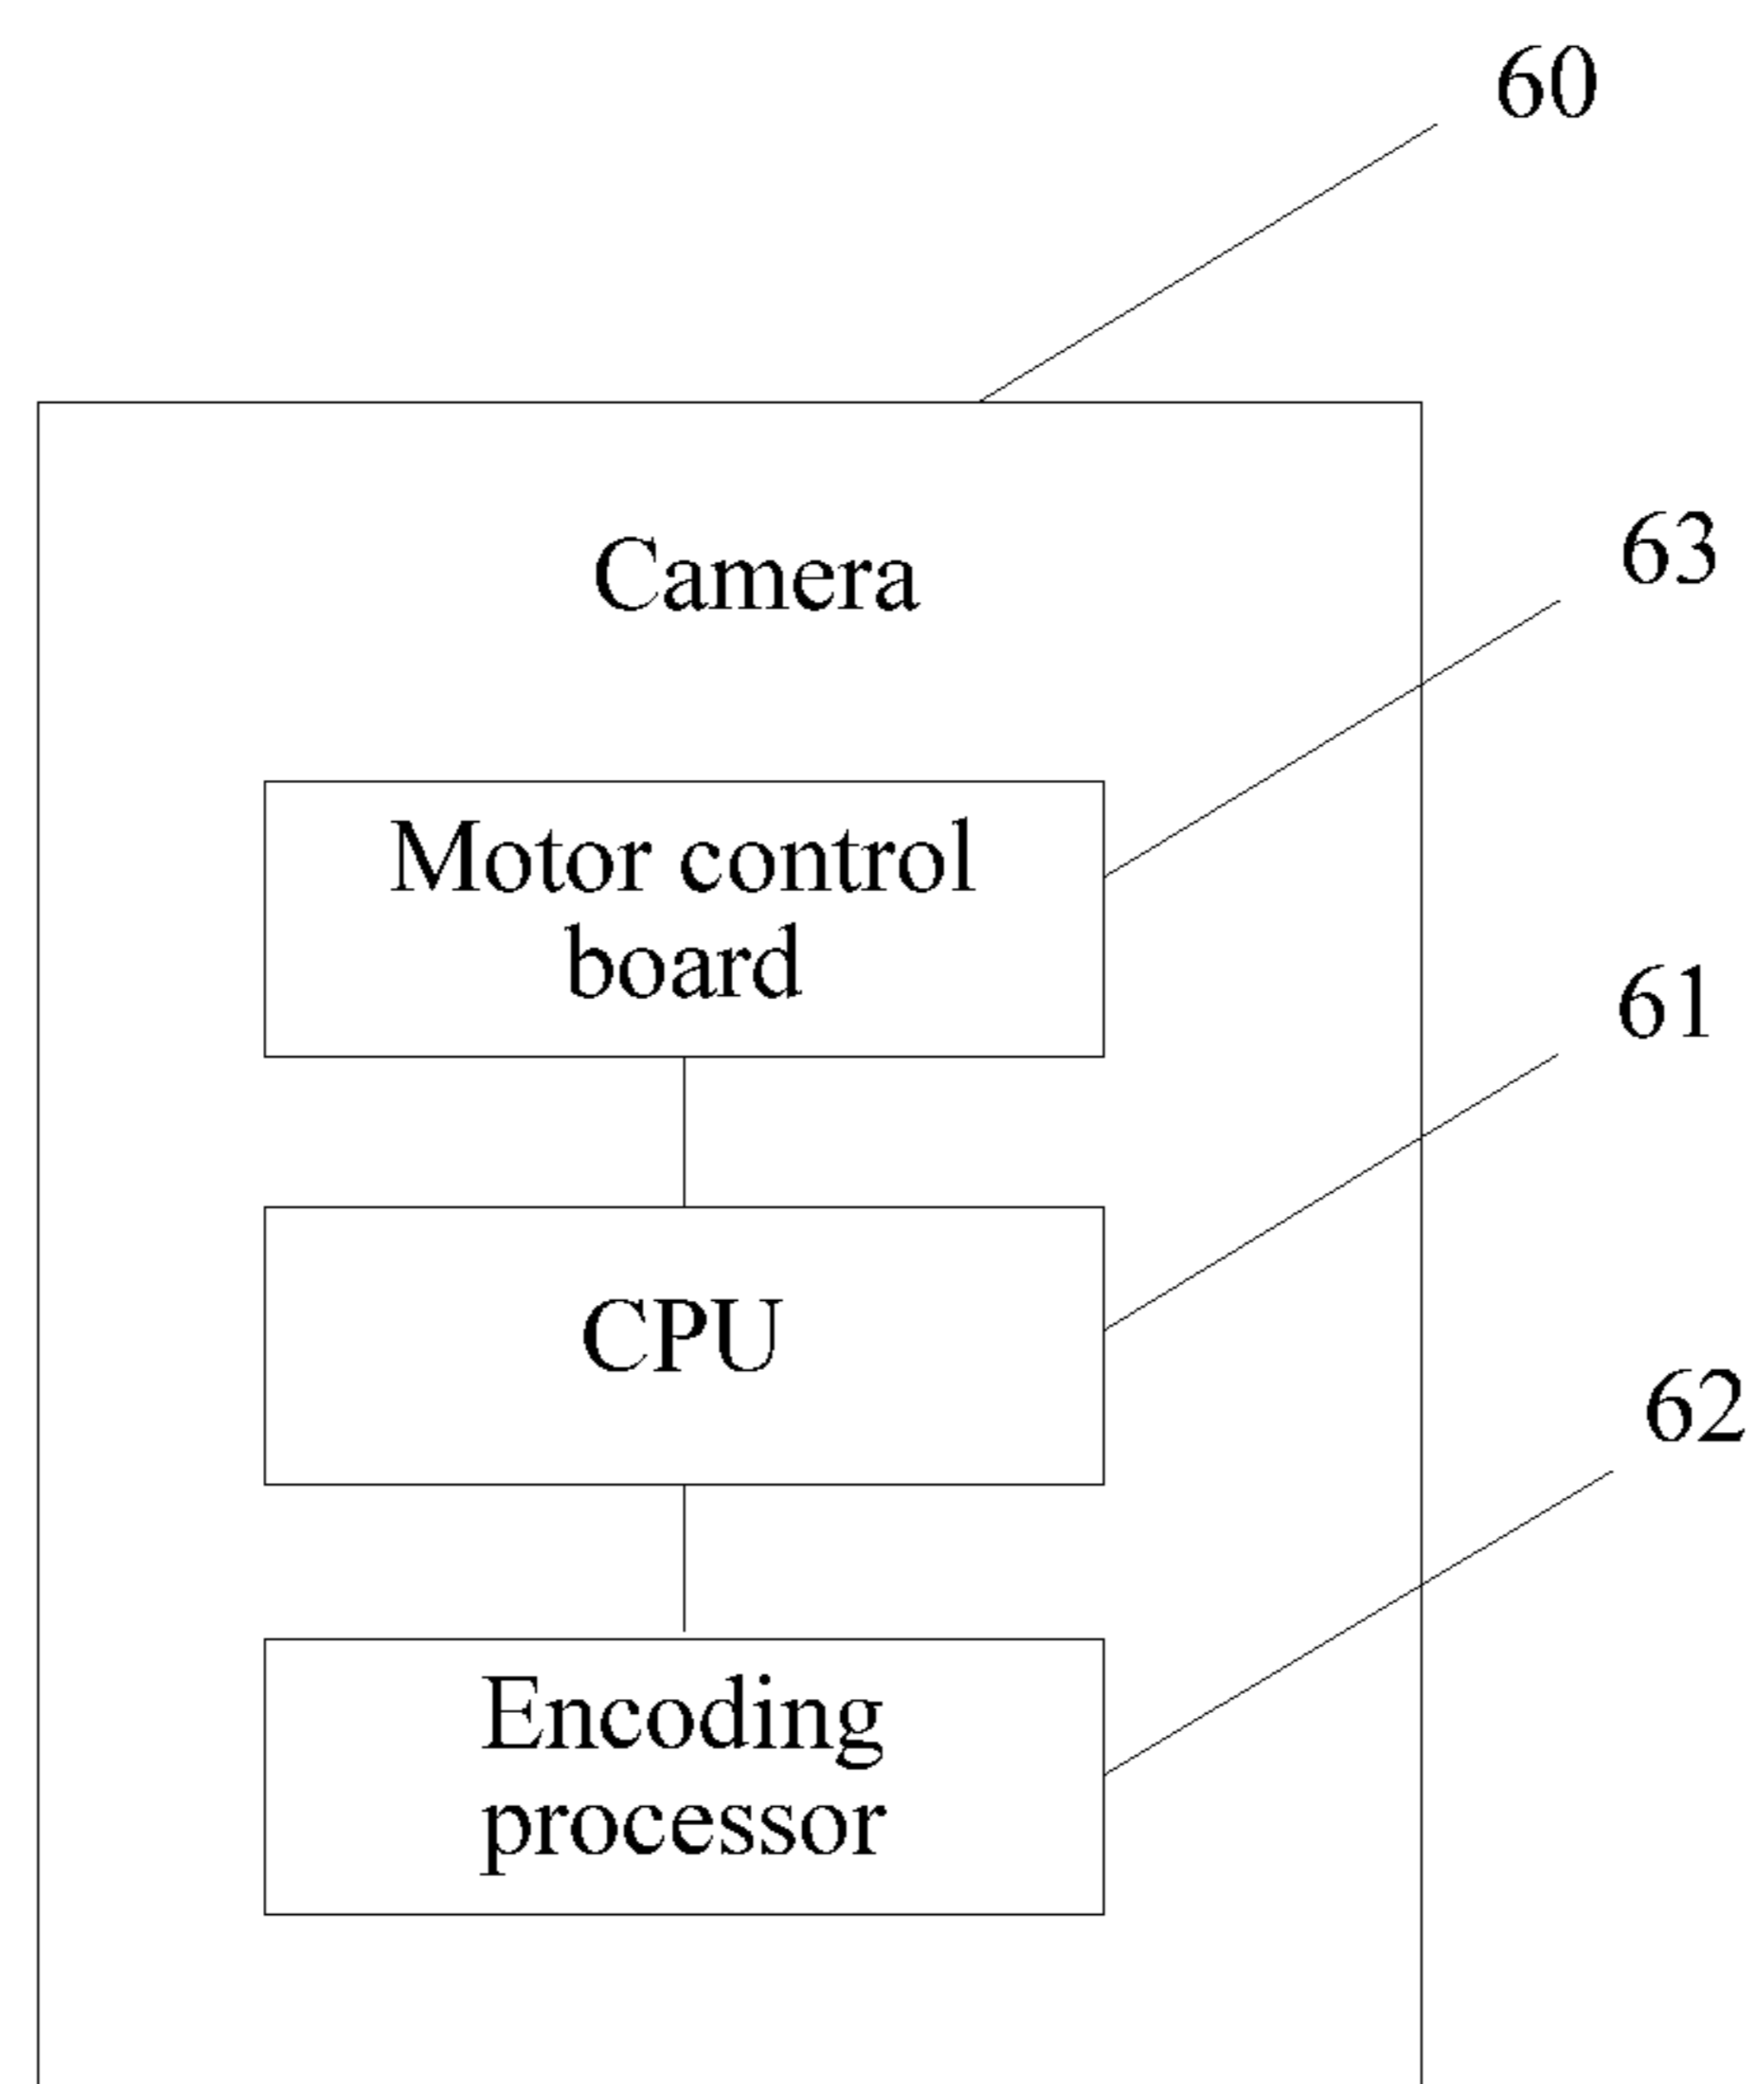 60
Camera
63
Motor control
board
61
CPU
62
Encoding
processor